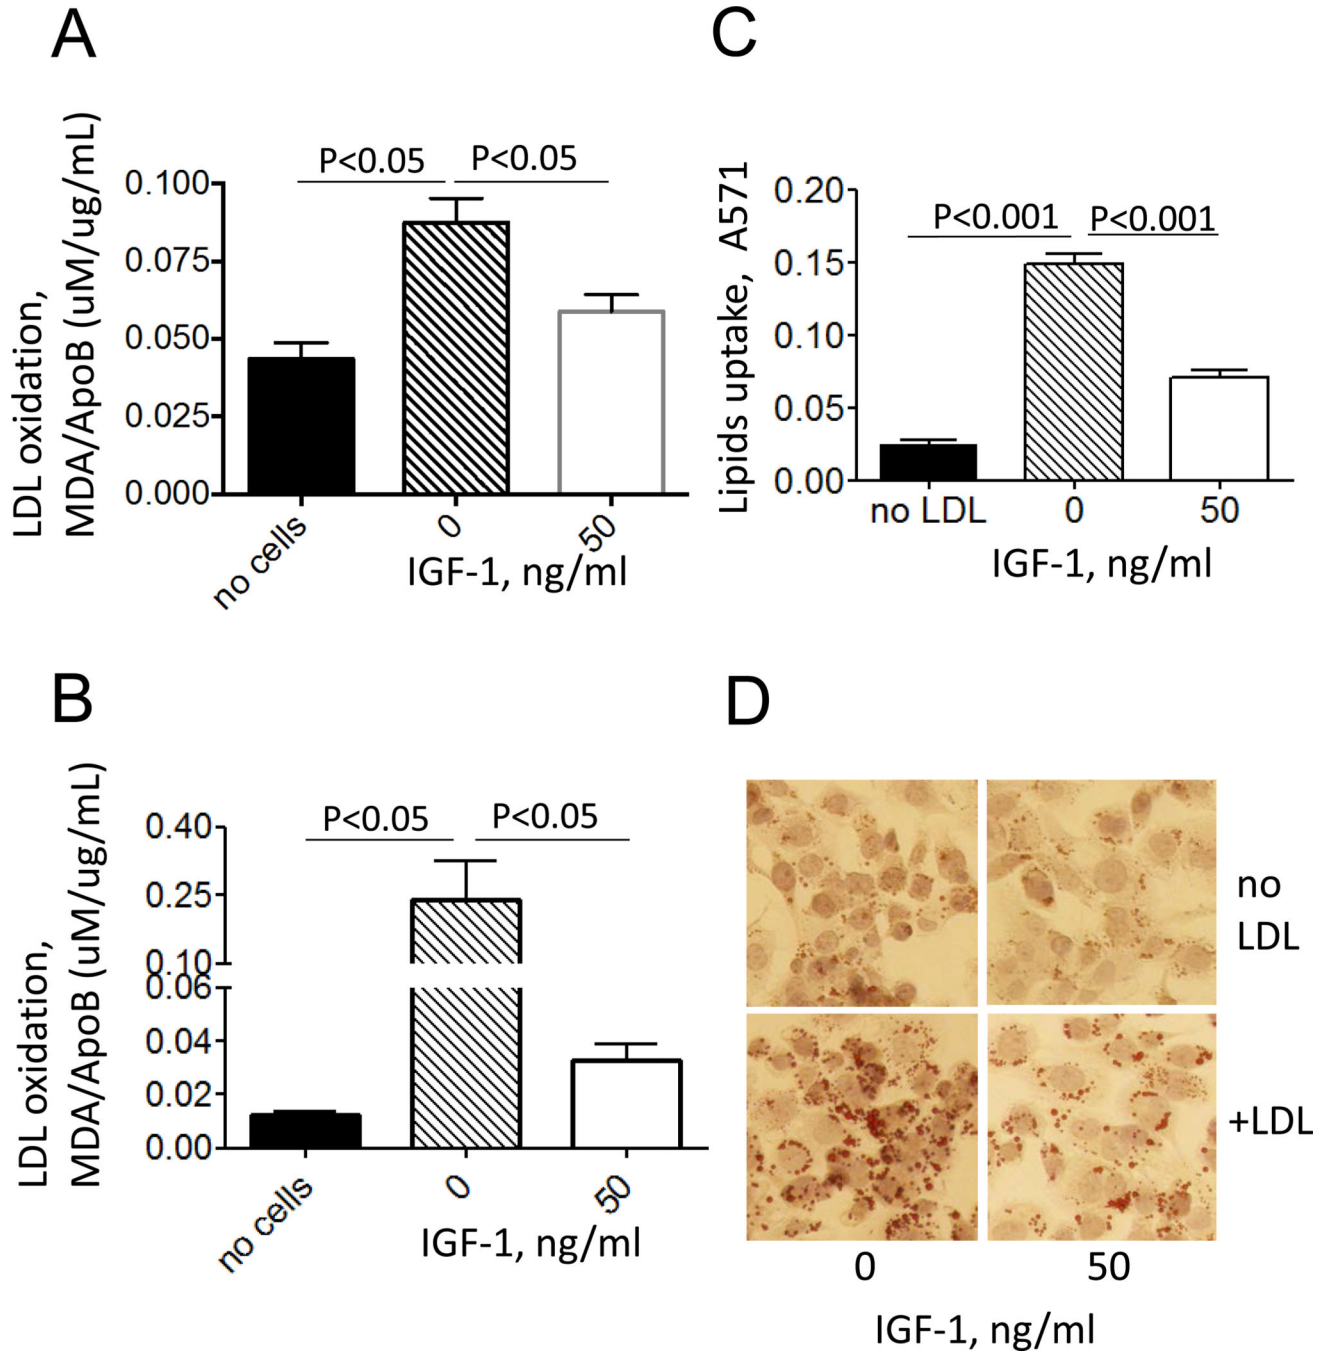 A
LDL oxidation,
MDA/ApoB (uM/ug/mL)
P<0.05 P<0.05
0.100
0.075
0.050
0.025
0.000
no cells 0 50
IGF-1, ng/ml
C
Lipids uptake, A571
P<0.001 P<0.001
0.20
0.15
0.10
0.05
0.00
no LDL 0 50
IGF-1, ng/ml
B
LDL oxidation,
MDA/ApoB (uM/ug/mL)
P<0.05 P<0.05
0.40
0.25
0.10
0.06
0.04
0.02
0.00
no cells 0 50
IGF-1, ng/ml
D
no
LDL
+LDL
0 50
IGF-1, ng/ml